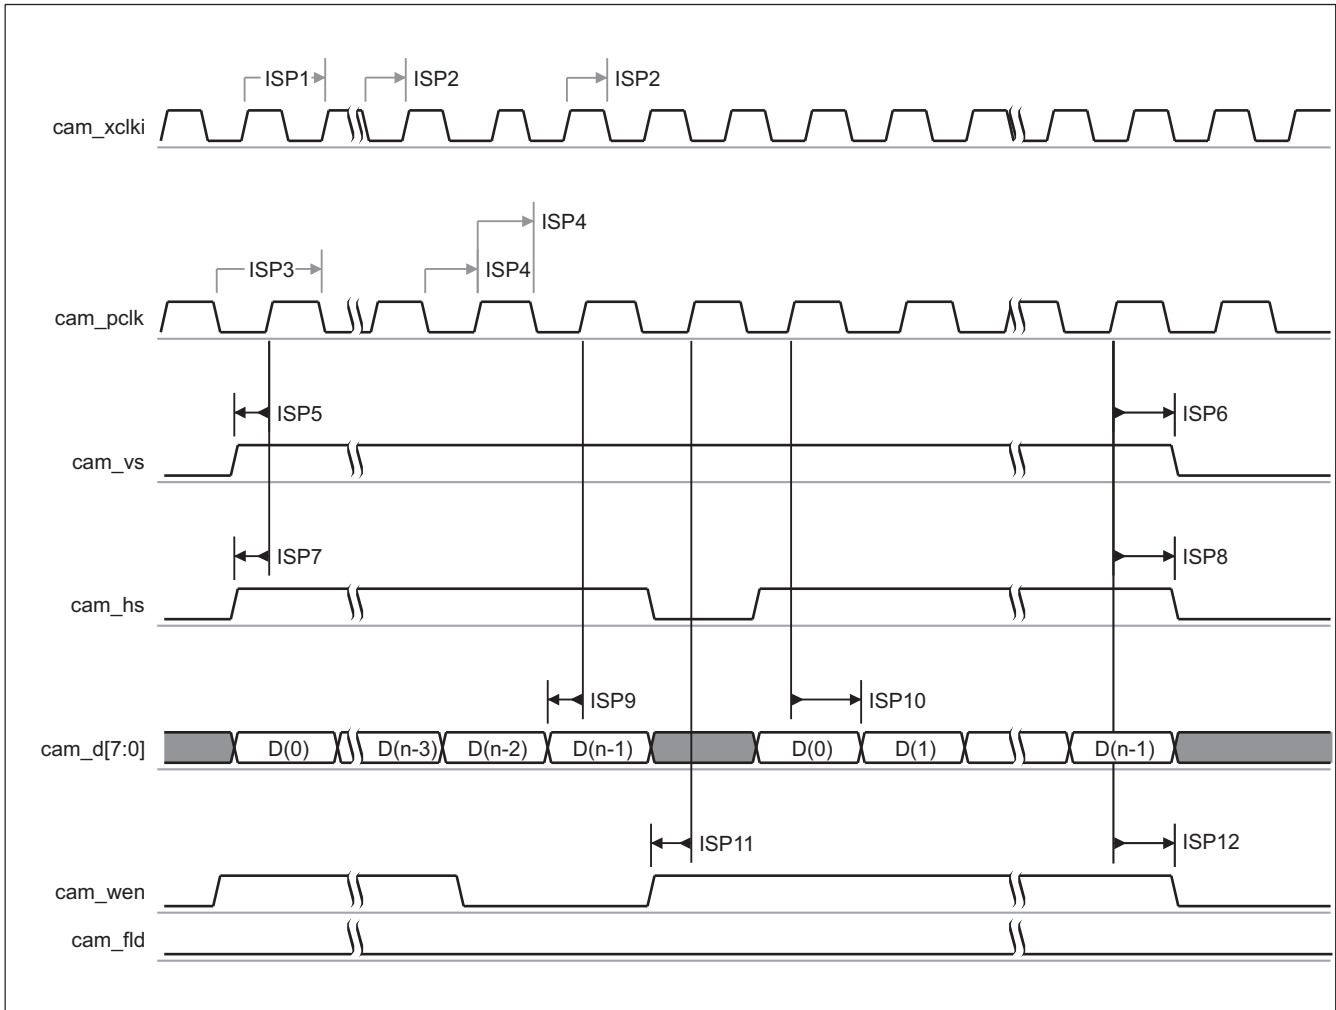 ISP1
ISP2
ISP2
cam_xclki
ISP4
ISP3
ISP4
cam_pclk
ISP5
ISP6
cam_vs
ISP7
ISP8
cam_hs
ISP9
ISP10
cam_d[7:0]
D(0)
D(n-3)
D(n-2)
D(n-1)
D(0)
D(1)
D(n-1)
ISP11
ISP12
cam_wen
cam_fld